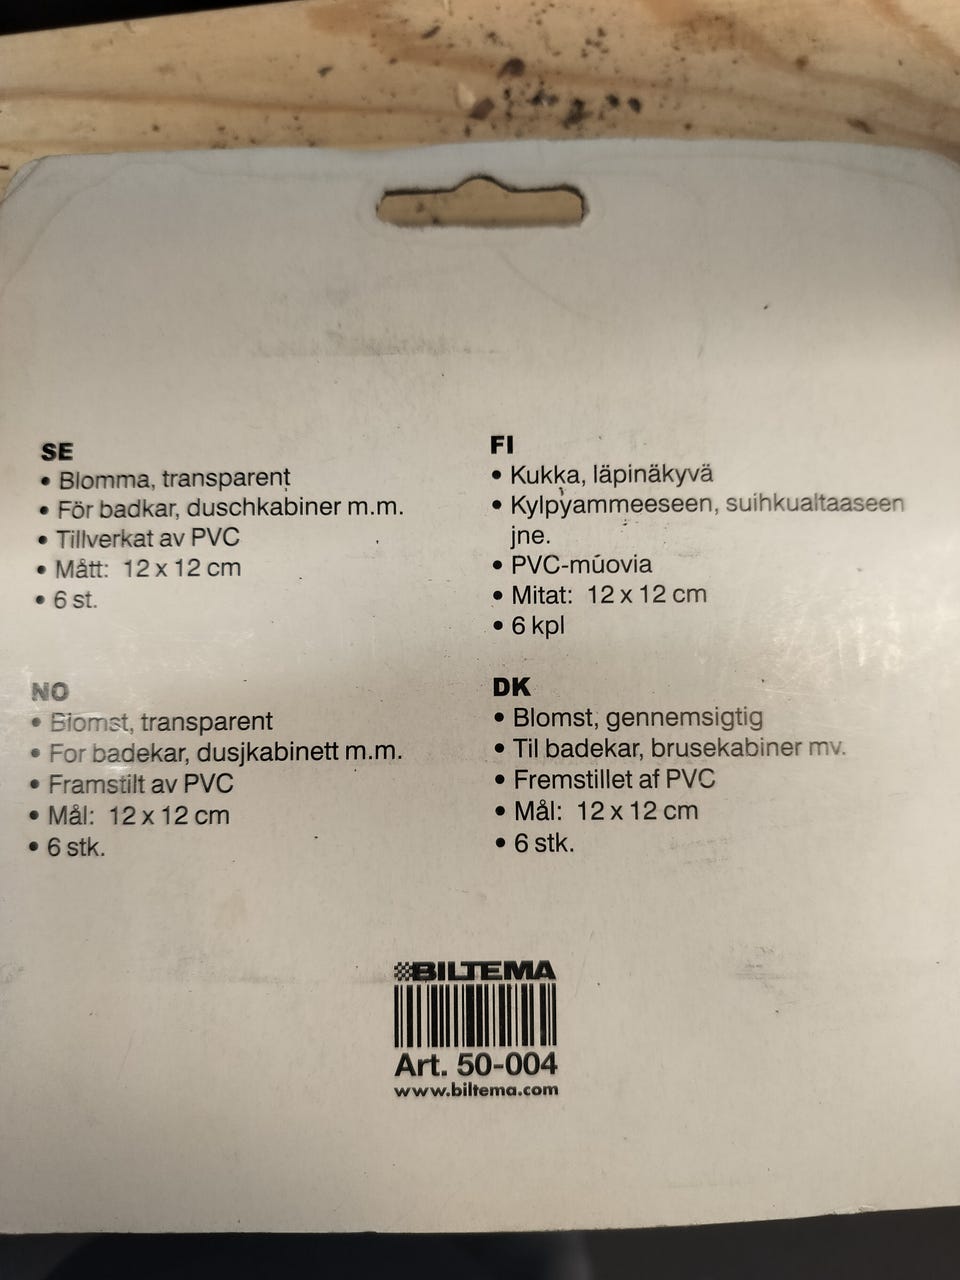 SE
• Blomma, transparent
• För badkar, duschkabiner m.m.
• Tillverkat av PVC
• Mått: 12 x 12 cm
• 6 st.
FI
• Kukka, läpinäkyvä
• Kylpyammeeseen, suihkualtaaseen
jne.
• PVC-muovia
• Mitat: 12 x 12 cm
• 6 kpl
NO
• Blomst, transparent
• For badekar, dusjkabinett m.m.
• Framstilt av PVC
• Mål: 12 x 12 cm
• 6 stk.
DK
• Blomst, gennemsigtig
• Til badekar, brusekabiner mv.
• Fremstillet af PVC
• Mål: 12 x 12 cm
• 6 stk.
BILTEMA
Art. 50-004
www.biltema.com